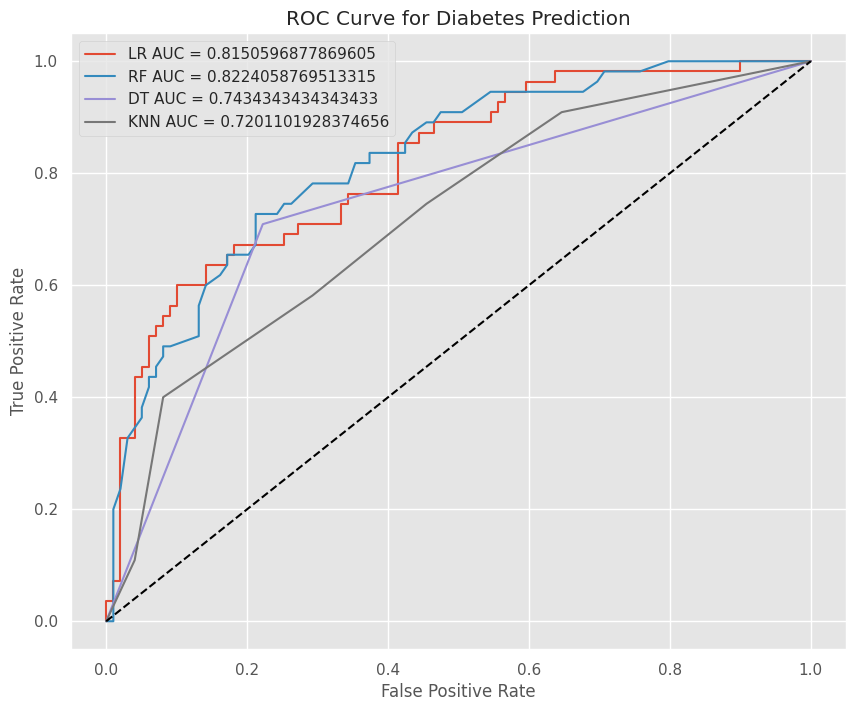 ROC Curve for Diabetes Prediction
LR AUC = 0.8150596877869605
RF AUC = 0.8224058769513315
DT AUC = 0.7434343434343433
KNN AUC = 0.7201101928374656
1.0
0.8
0.6
0.4
0.2
0.0
True Positive Rate
0.0 0.2 0.4 0.6 0.8 1.0
False Positive Rate